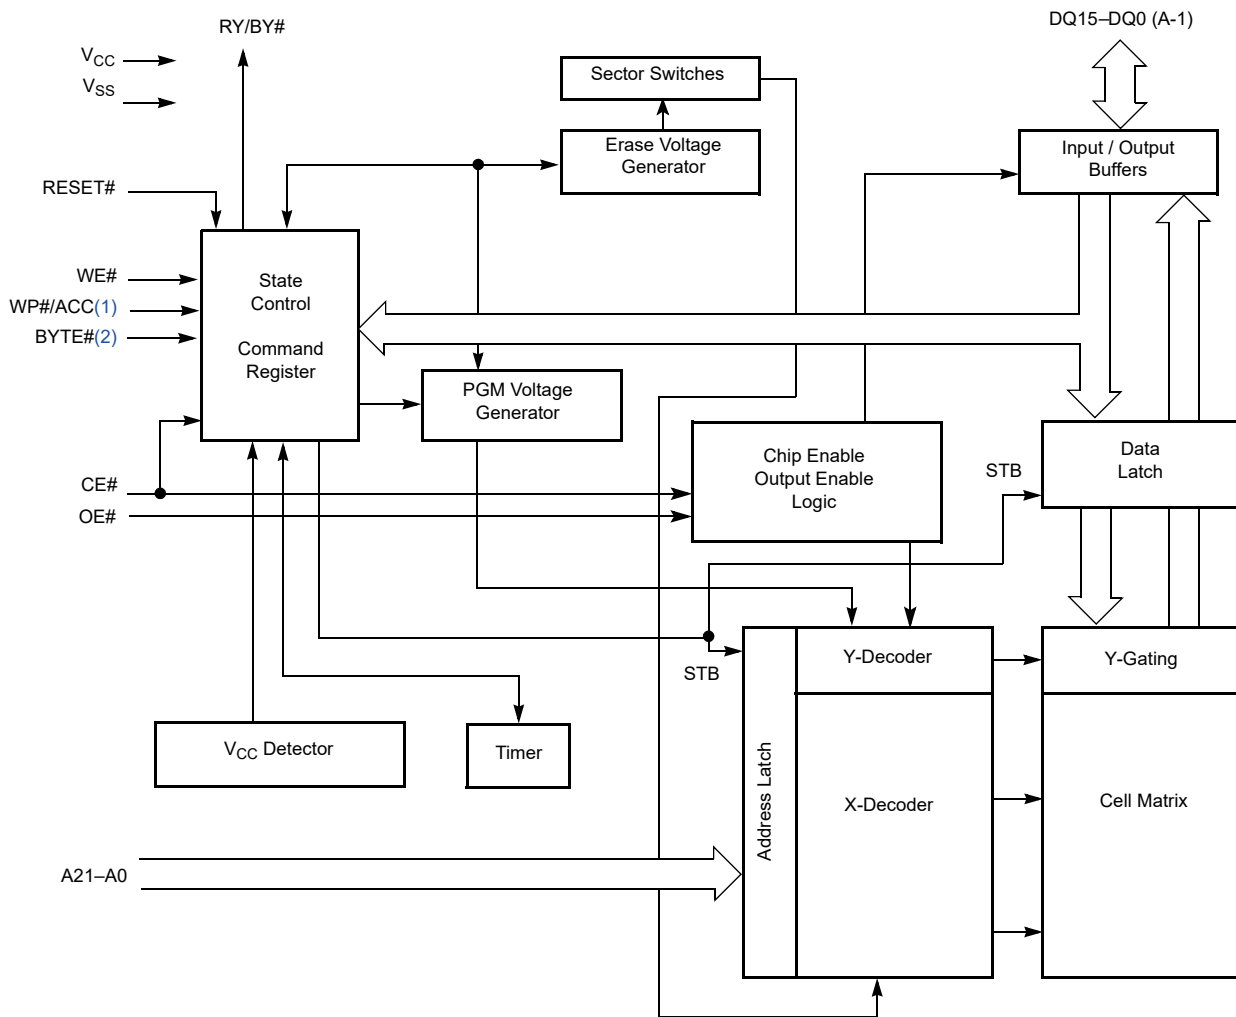 RY/BY#
DQ15–DQ0 (A-1)
VCC
VSS
Sector Switches
Erase Voltage
Generator
Input / Output
Buffers
RESET#
WE#
WP#/ACC(1)
BYTE#(2)
State
Control
Command
Register
PGM Voltage
Generator
CE#
OE#
Chip Enable
Output Enable
Logic
STB
Data
Latch
STB
Y-Decoder
Y-Gating
VCC Detector
Timer
Address Latch
X-Decoder
Cell Matrix
A21–A0